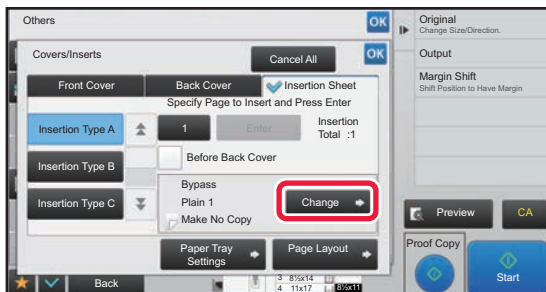 Others
OK
Original
Change Size/Direction.
Covers/Inserts
Cancel All
OK
Output
Front Cover
Back Cover
Insertion Sheet
Margin Shift
Shift Position to Have Margin
Specify Page to Insert and Press Enter
Insertion Type A
1
Enter
Insertion
Total :1
Before Back Cover
Insertion Type B
Bypass
Insertion Type C
Plain 1
Change
Make No Copy
Preview
CA
Paper Tray
Settings
Page Layout
Proof Copy
Back
3 8½x14
4 11x17
8½x11
Start